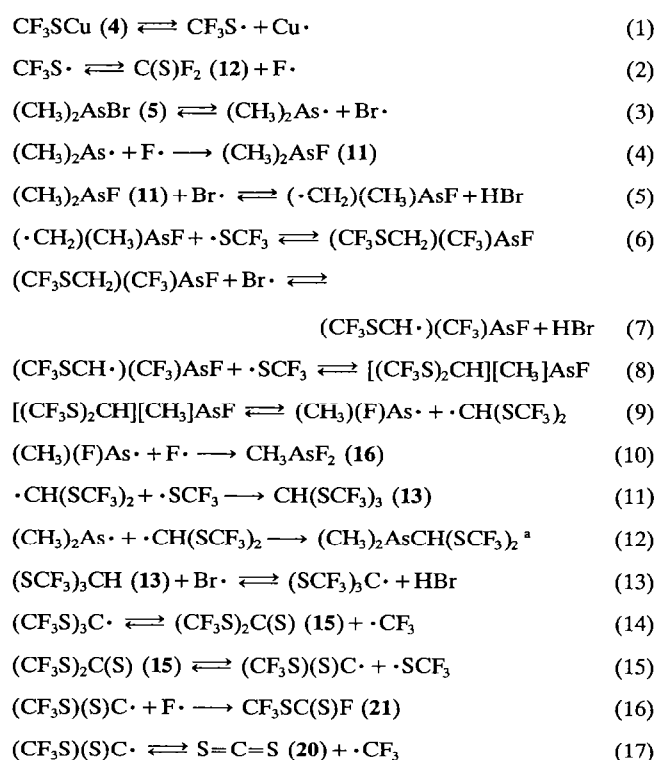 CF₃SCu (4) ⇌ CF₃S· + Cu· (1)
CF₃S· ⇌ C(S)F₂ (12) + F· (2)
(CH₃)₂AsBr (5) ⇌ (CH₃)₂As· + Br· (3)
(CH₃)₂As· + F· ⟶ (CH₃)₂AsF (11) (4)
(CH₃)₂AsF (11) + Br· ⇌ (·CH₂)(CH₃)AsF + HBr (5)
(·CH₂)(CH₃)AsF + ·SCF₃ ⇌ (CF₃SCH₂)(CF₃)AsF (6)
(CF₃SCH₂)(CF₃)AsF + Br· ⇌
(CF₃SCH·)(CF₃)AsF + HBr (7)
(CF₃SCH·)(CF₃)AsF + ·SCF₃ ⇌ [(CF₃S)₂CH][CH₃]AsF (8)
[(CF₃S)₂CH][CH₃]AsF ⇌ (CH₃)(F)As· + ·CH(SCF₃)₂ (9)
(CH₃)(F)As· + F· ⟶ CH₃AsF₂ (16) (10)
·CH(SCF₃)₂ + ·SCF₃ ⟶ CH(SCF₃)₃ (13) (11)
(CH₃)₂As· + ·CH(SCF₃)₂ ⟶ (CH₃)₂AsCH(SCF₃)₂ ᵃ (12)
(SCF₃)₃CH (13) + Br· ⇌ (SCF₃)₃C· + HBr (13)
(CF₃S)₃C· ⇌ (CF₃S)₂C(S) (15) + ·CF₃ (14)
(CF₃S)₂C(S) (15) ⇌ (CF₃S)(S)C· + ·SCF₃ (15)
(CF₃S)(S)C· + F· ⟶ CF₃SC(S)F (21) (16)
(CF₃S)(S)C· ⇌ S=C=S (20) + ·CF₃ (17)